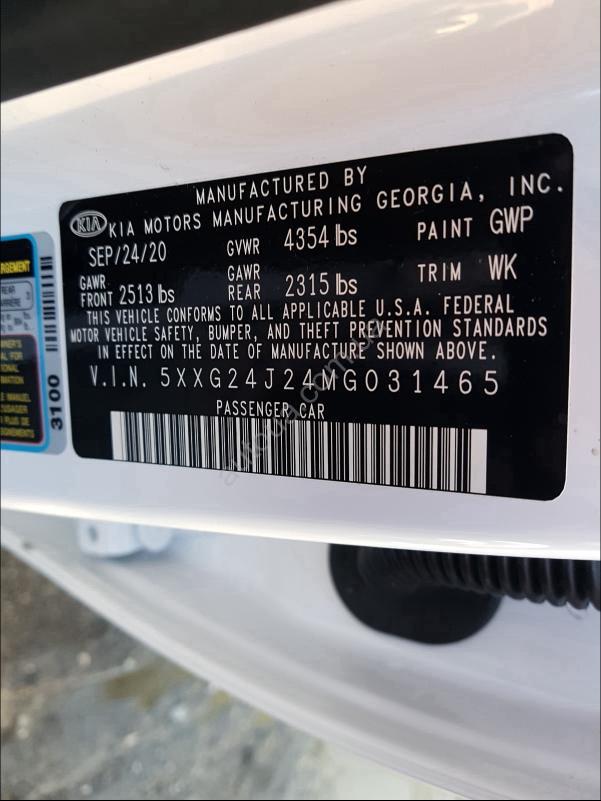 MANUFACTURED BY
KIA KIA MOTORS MANUFACTURING GEORGIA, INC.
SEP/24/20 GVWR 4354 lbs PAINT GWP
GAWR FRONT 2513 lbs GAWR REAR 2315 lbs TRIM WK
THIS VEHICLE CONFORMS TO ALL APPLICABLE U.S.A. FEDERAL
MOTOR VEHICLE SAFETY, BUMPER, AND THEFT PREVENTION STANDARDS
IN EFFECT ON THE DATE OF MANUFACTURE SHOWN ABOVE.
V.I.N. 5XXG24J24MG031465
PASSENGER CAR
REAR
3100